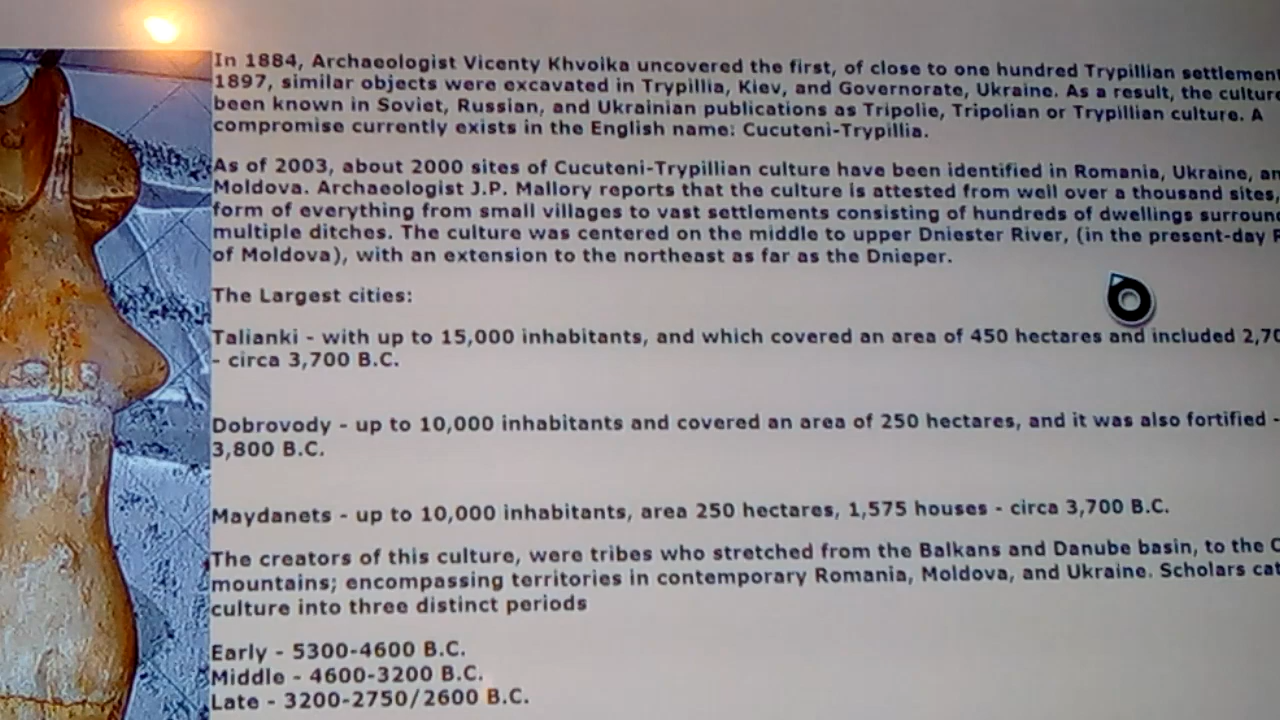 In 1884, Archaeologist Vicenty Khvoika uncovered the first, of close to one hundred Trypillian
1897, similar objects were excavated in Trypillia, Kiev, and Governorate, Ukraine. As a result, the
been known in Soviet, Russian, and Ukrainian publications as Tripolie, Tripolian or Trypillian culture. A
compromise currently exists in the English name: Cucuteni-Trypillia.
As of 2003, about 2000 sites of Cucuteni-Trypillian culture have been identified in Romania, Ukraine,
Moldova. Archaeologist J.P. Mallory reports that the culture is attested from well over a thousand sites,
form of everything from small villages to vast settlements consisting of hundreds of dwellings
multiple ditches. The culture was centered on the middle to upper Dniester River, (in the present-day
of Moldova), with an extension to the northeast as far as the Dnieper.
The Largest cities:
Talianki - with up to 15,000 inhabitants, and which covered an area of 450 hectares and included
- circa 3,700 B.C.
Dobrovody - up to 10,000 inhabitants and covered an area of 250 hectares, and it was also fortified -
3,800 B.C.
Maydanets - up to 10,000 inhabitants, area 250 hectares, 1,575 houses - circa 3,700 B.C.
The creators of this culture, were tribes who stretched from the Balkans and Danube basin, to the
mountains; encompassing territories in contemporary Romania, Moldova, and Ukraine. Scholars
culture into three distinct periods
Early - 5300-4600 B.C.
Middle - 4600-3200 B.C.
Late - 3200-2750/2600 B.C.